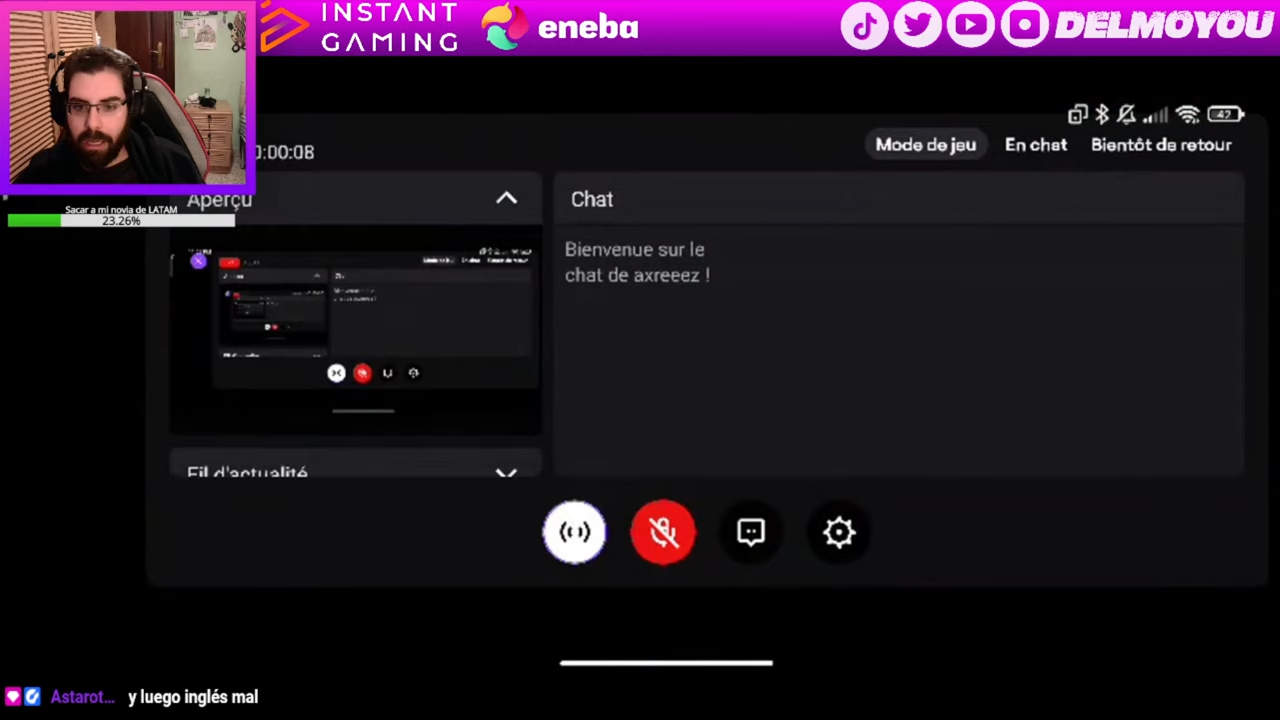 INSTANT
GAMING
eneba
DELMOYOU
42
0:00:08
Mode de jeu
En chat
Bientôt de retour
Sacar a mi novia de LATAM
23.26%
Aperçu
Chat
Bienvenue sur le
chat de axreeez !
Fil d'actualité
Astarot...
y luego inglés mal